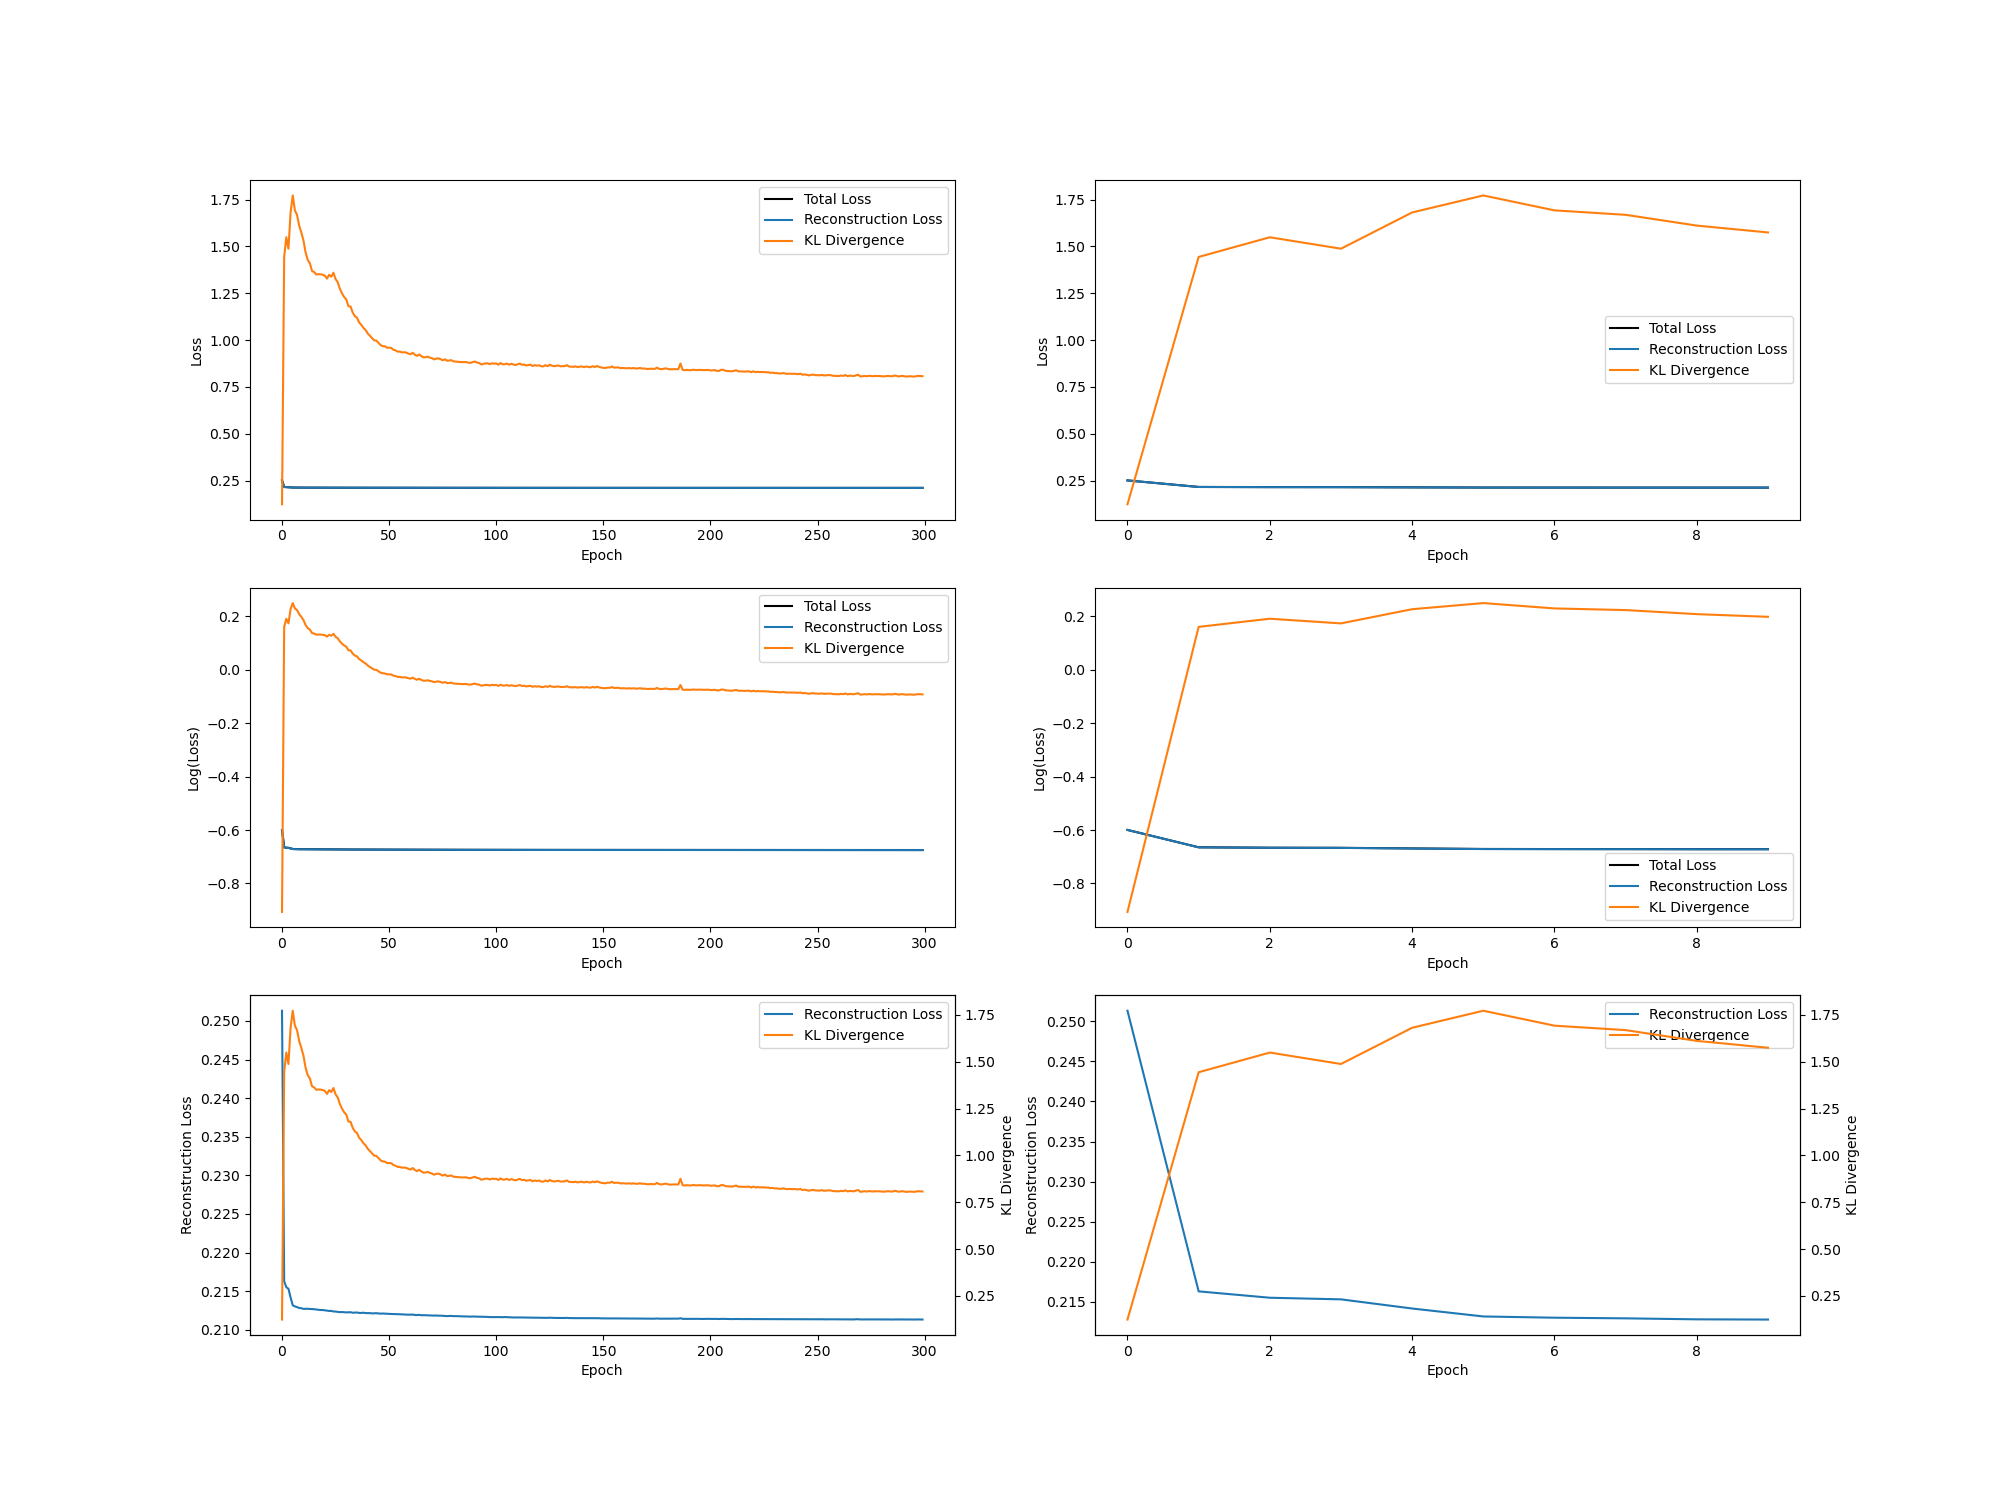 1.75
1.50
1.25
1.00
0.75
0.50
0.25
Loss
0 50 100 150 200 250 300
Epoch
Total Loss
Reconstruction Loss
KL Divergence
1.75
1.50
1.25
1.00
0.75
0.50
0.25
Loss
0 2 4 6 8
Epoch
Total Loss
Reconstruction Loss
KL Divergence
0.2
0.0
−0.2
−0.4
−0.6
−0.8
Log(Loss)
0 50 100 150 200 250 300
Epoch
Total Loss
Reconstruction Loss
KL Divergence
0.2
0.0
−0.2
−0.4
−0.6
−0.8
Log(Loss)
0 2 4 6 8
Epoch
Total Loss
Reconstruction Loss
KL Divergence
0.250
0.245
0.240
0.235
0.230
0.225
0.220
0.215
0.210
Reconstruction Loss
0 50 100 150 200 250 300
Epoch
Reconstruction Loss
KL Divergence
1.75
1.50
1.25
1.00
0.75
0.50
0.25
KL Divergence
0.250
0.245
0.240
0.235
0.230
0.225
0.220
0.215
Reconstruction Loss
0 2 4 6 8
Epoch
Reconstruction Loss
KL Divergence
1.75
1.50
1.25
1.00
0.75
0.50
0.25
KL Divergence